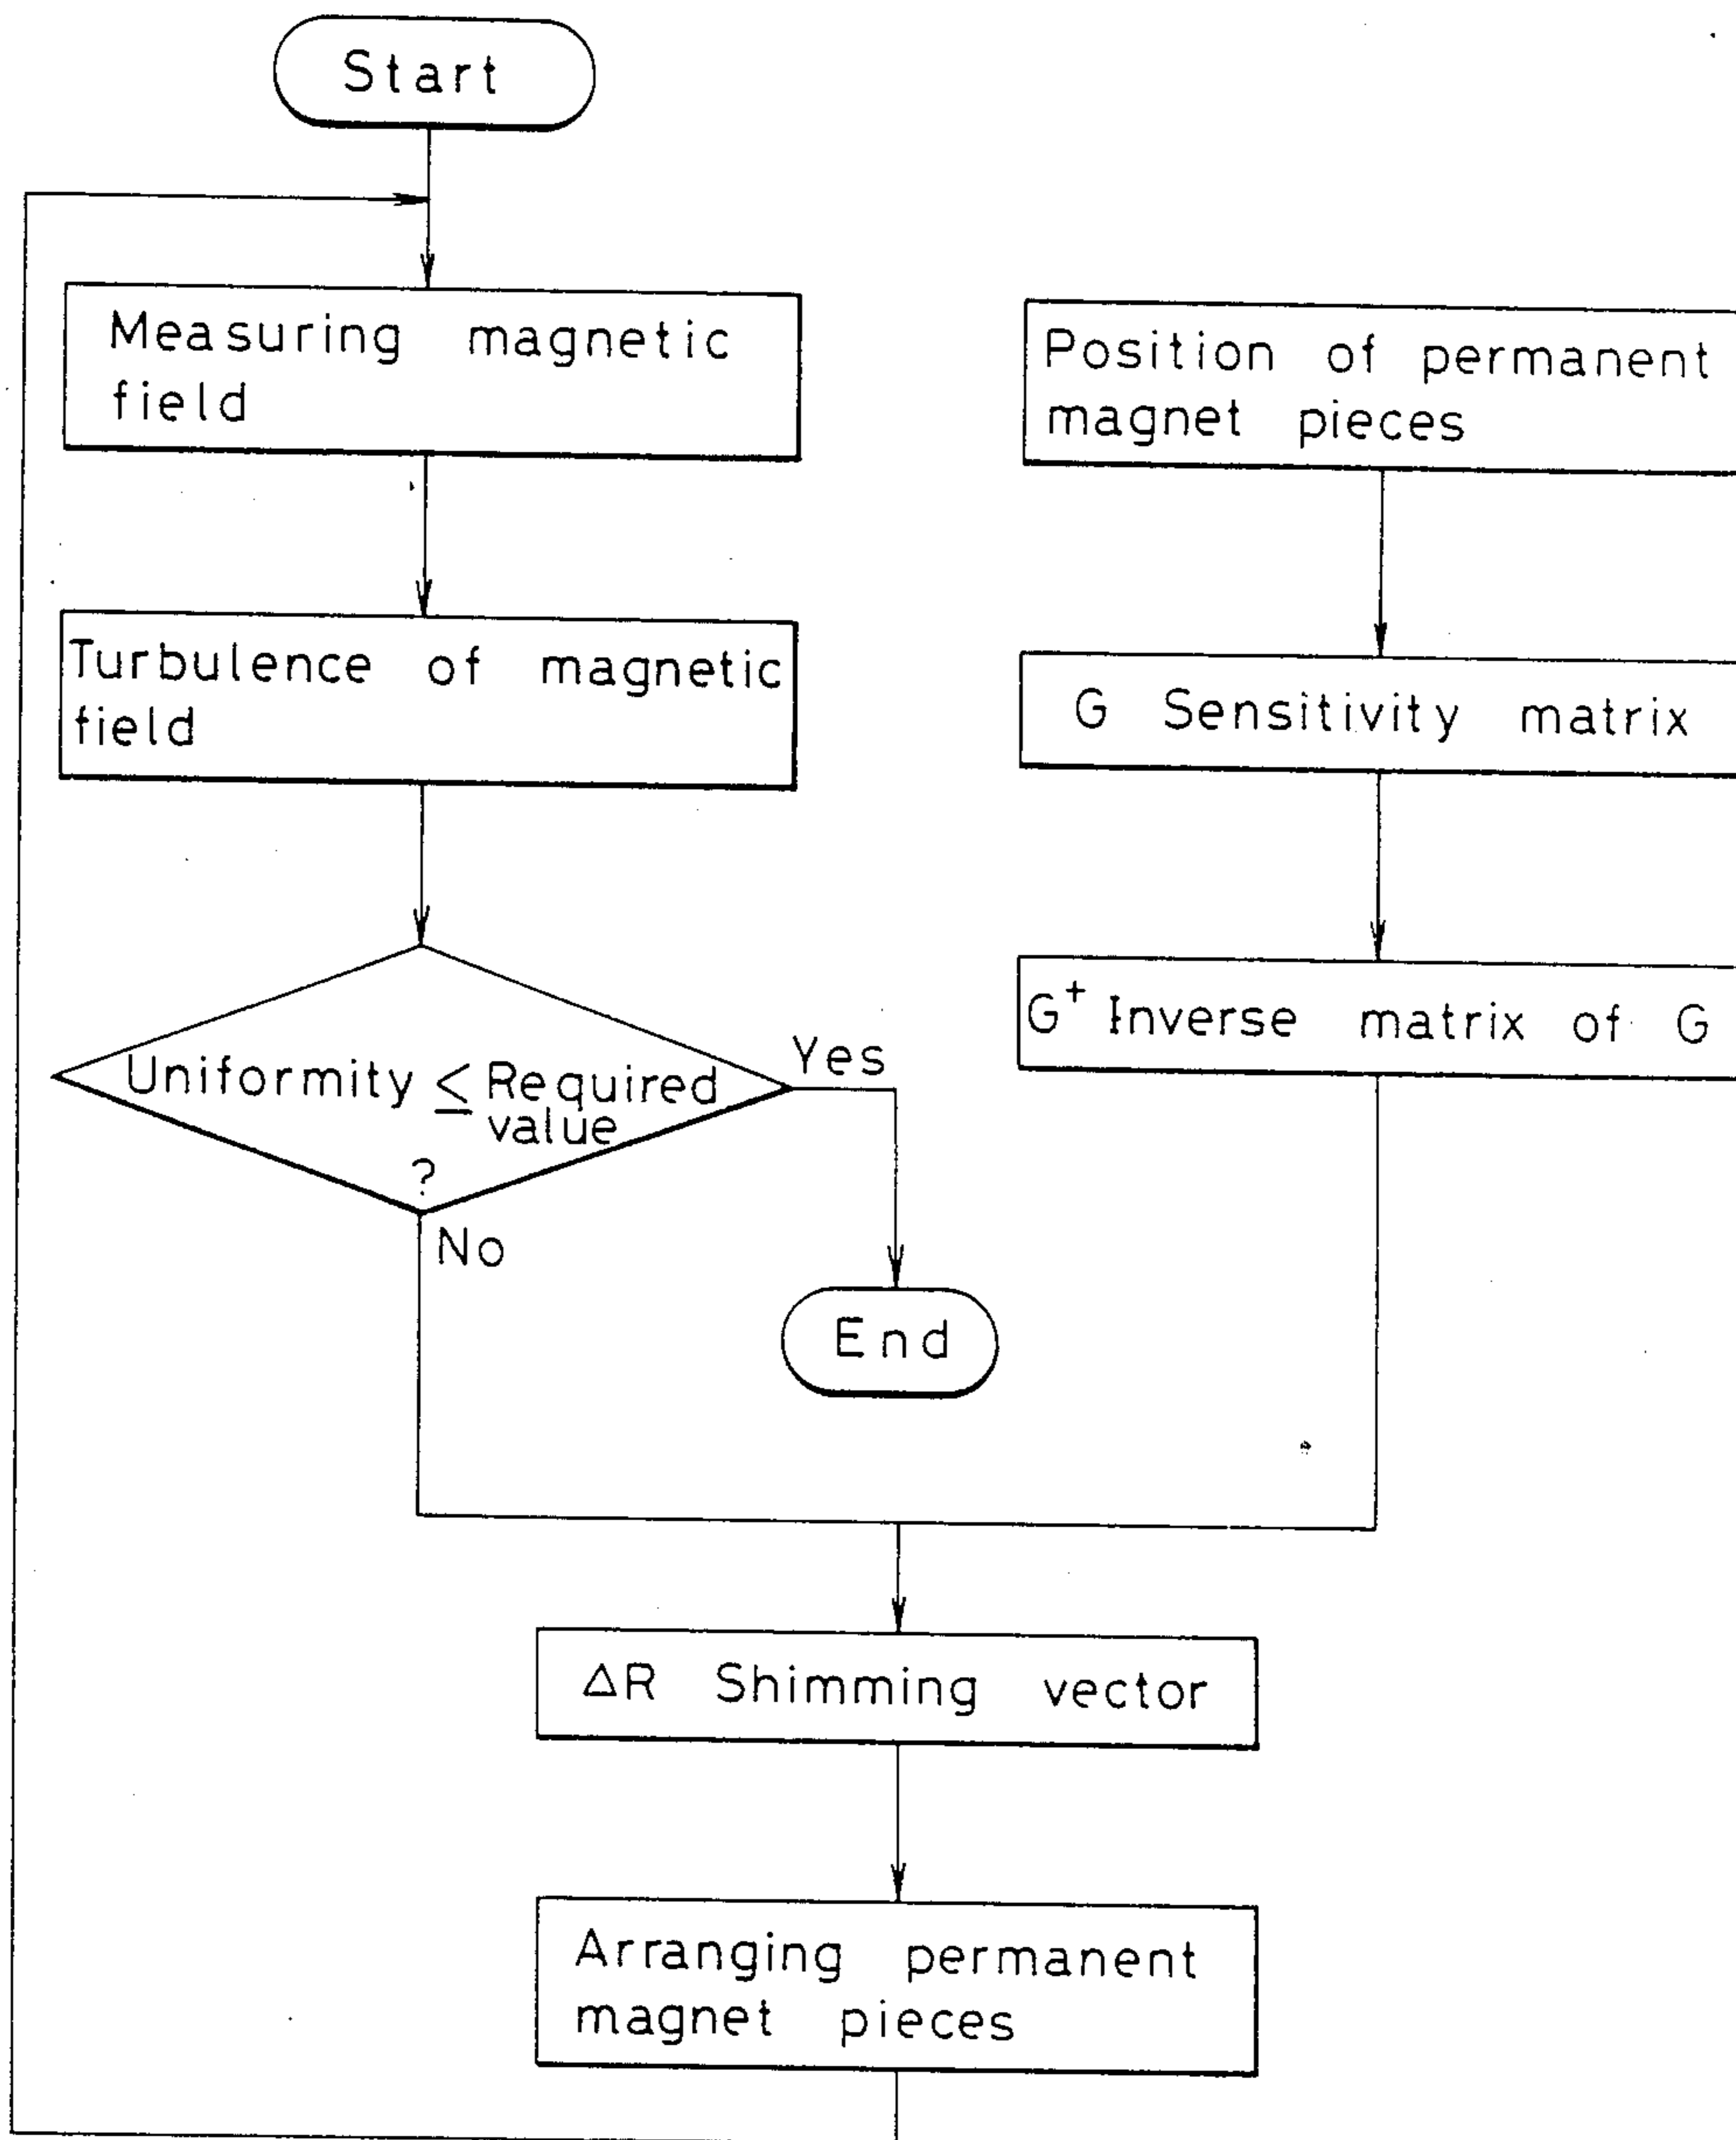 Start
Measuring magnetic
field
Turbulence of magnetic
field
Uniformity ≤ Required
value
?
Yes
No
End
Position of permanent
magnet pieces
G Sensitivity matrix
G⁺ Inverse matrix of G
ΔR Shimming vector
Arranging permanent
magnet pieces